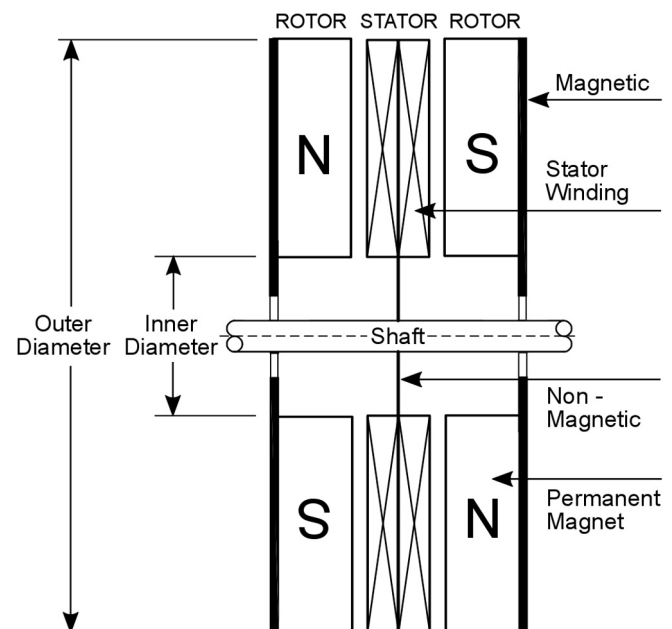 ROTOR STATOR ROTOR
Magnetic
N
S
Stator
Winding
Outer
Diameter
Inner
Diameter
Shaft
Non -
Magnetic
S
N
Permanent
Magnet